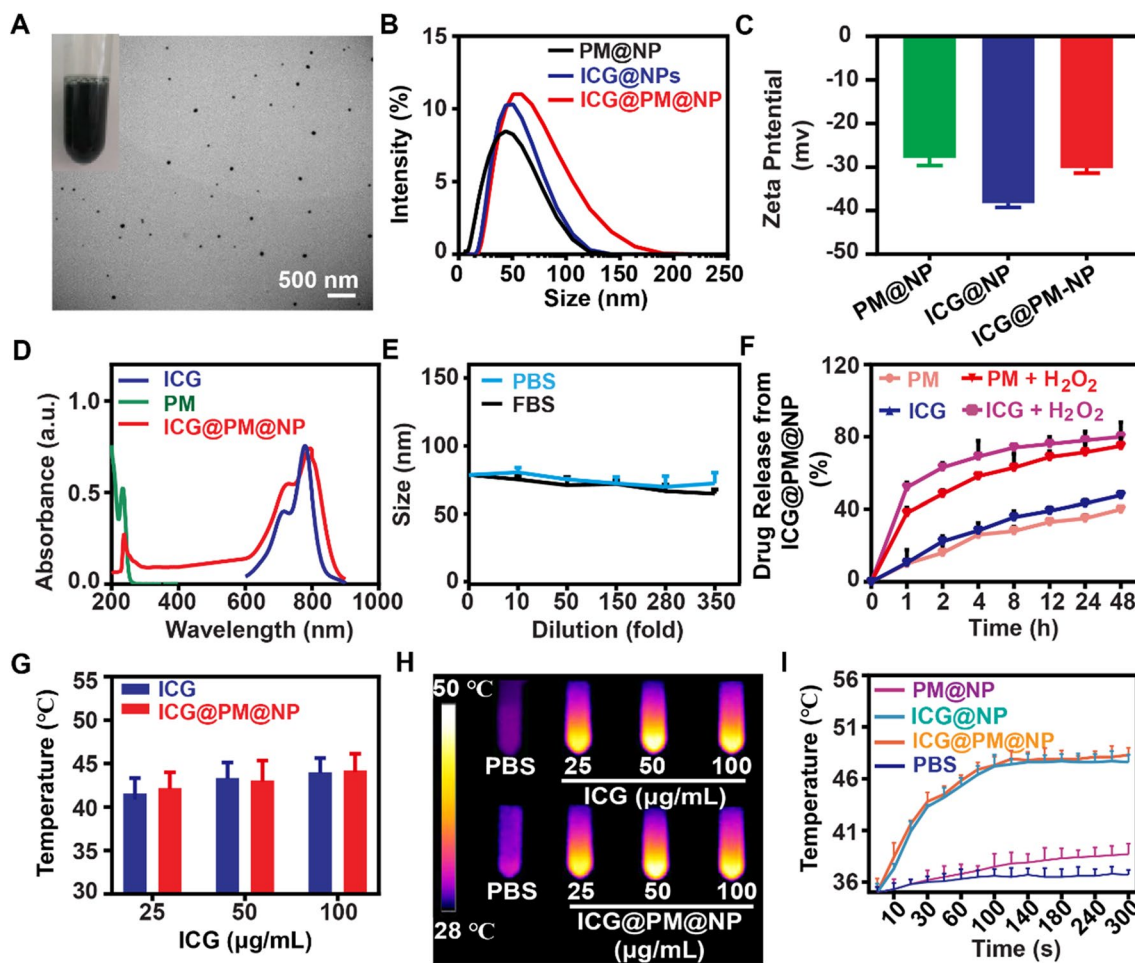 A
500 nm
B
15
10
5
0
Intensity (%)
PM@NP
ICG@NPs
ICG@PM@NP
0 50 100 150 200 250
Size (nm)
C
0
-10
-20
-30
-40
-50
Zeta Pntential
(mv)
PM@NP
ICG@NP
ICG@PM-NP
D
1.0
0.5
0.0
Absorbance (a.u.)
ICG
PM
ICG@PM@NP
200 400 600 800 1000
Wavelength (nm)
E
150
100
50
0
Size (nm)
PBS
FBS
0 10 50 150 280 350
Dilution (fold)
F
120
80
40
0
Drug Release from
ICG@PM@NP
(%)
PM
PM + H₂O₂
ICG
ICG + H₂O₂
0 1 2 4 8 12 24 48
Time (h)
G
55
50
45
40
35
30
Temperature (℃)
ICG
ICG@PM@NP
25 50 100
ICG (μg/mL)
H
50 ℃
28 ℃
PBS 25 50 100
ICG (μg/mL)
PBS 25 50 100
ICG@PM@NP
(μg/mL)
I
53
48
43
39
36
Temperature (℃)
PM@NP
ICG@NP
ICG@PM@NP
PBS
10 30 60 100 140 180 240 300
Time (s)